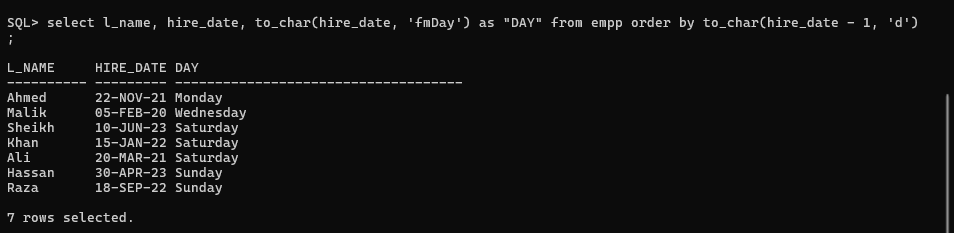 SQL> select l_name, hire_date, to_char(hire_date, 'fmDay') as "DAY" from empp order by to_char(hire_date - 1, 'd')
;
L_NAME     HIRE_DATE DAY
---------- --------- ------------------------------------
Ahmed      22-NOV-21 Monday
Malik      05-FEB-20 Wednesday
Sheikh     10-JUN-23 Saturday
Khan       15-JAN-22 Saturday
Ali        20-MAR-21 Saturday
Hassan     30-APR-23 Sunday
Raza       18-SEP-22 Sunday
7 rows selected.